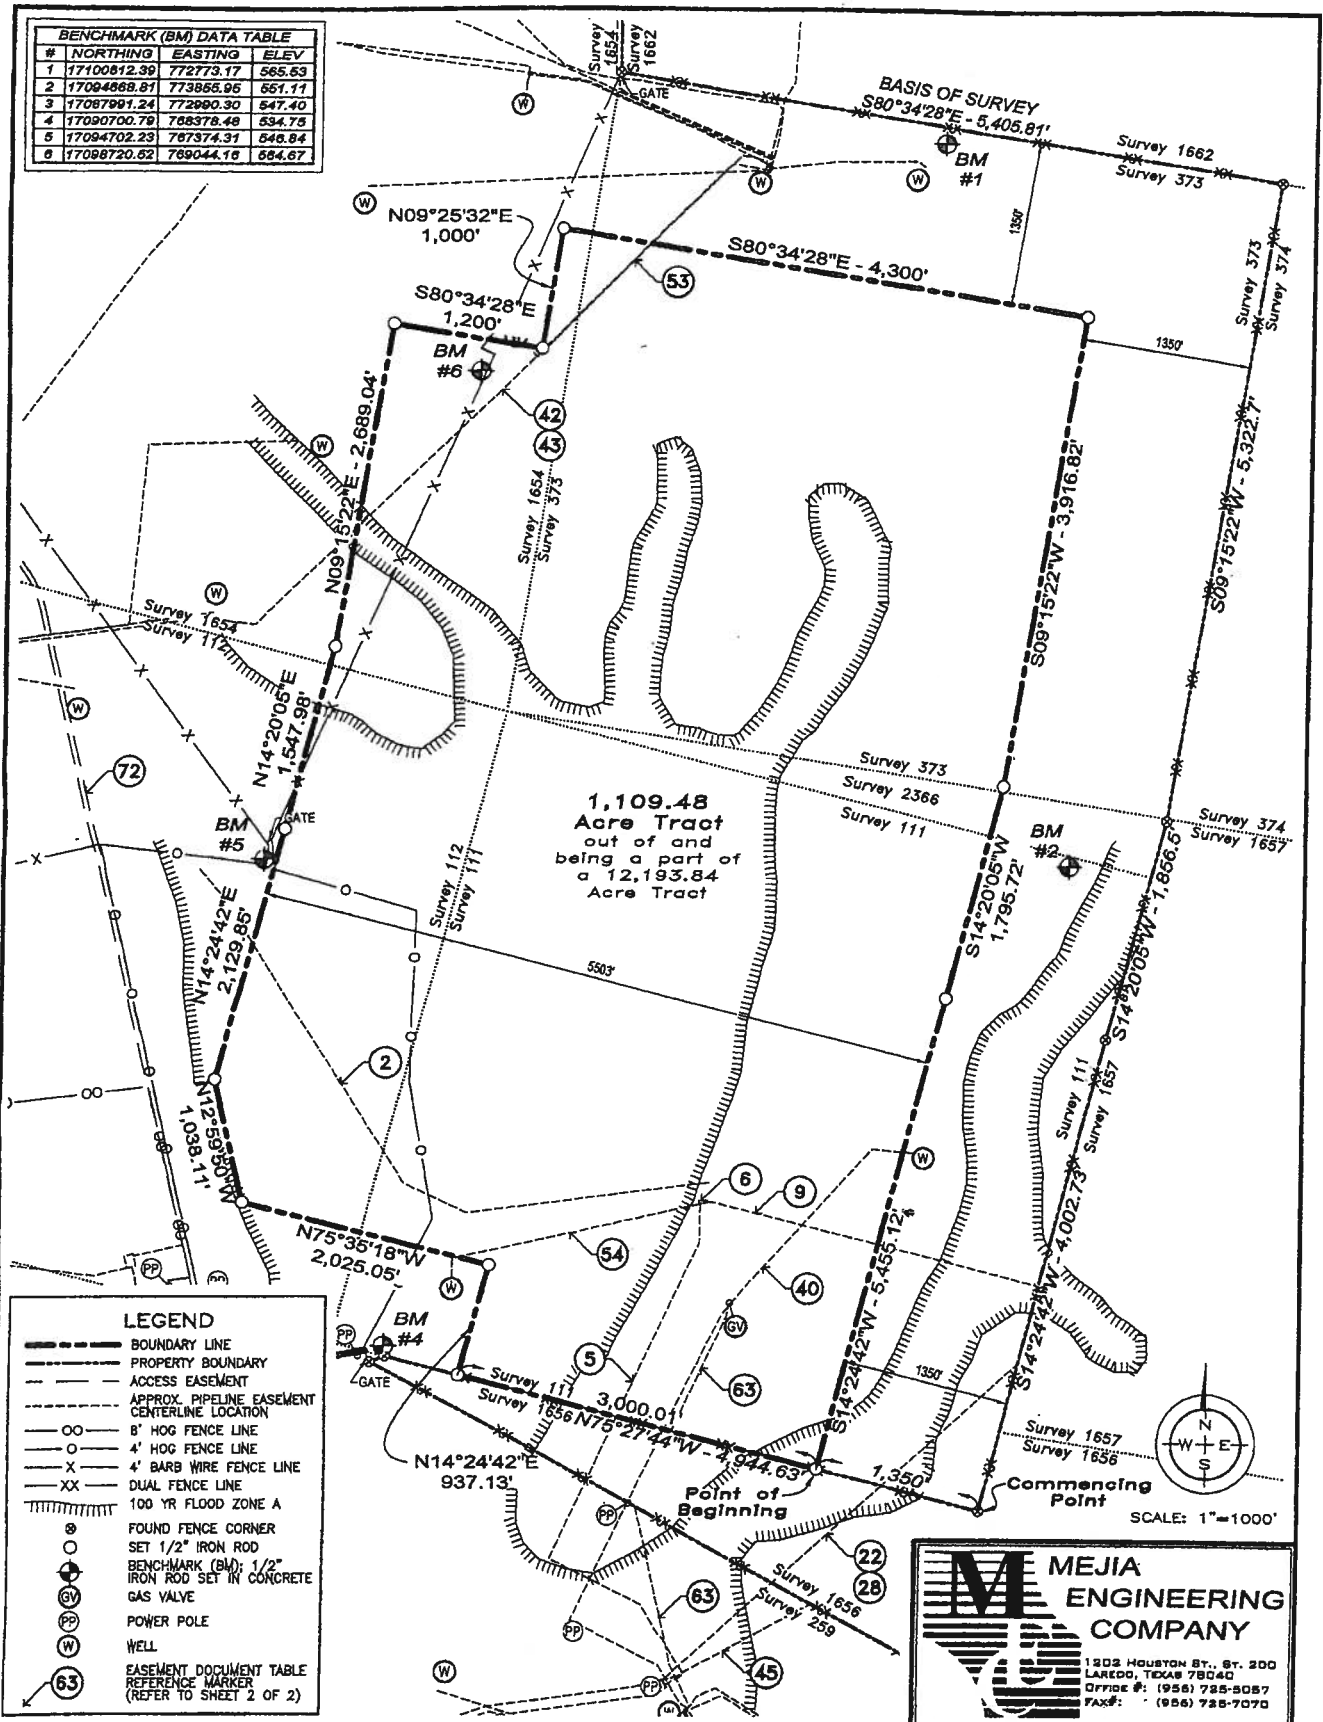 BENCHMARK (BM) DATA TABLE
# NORTHING EASTING ELEV
1 17100812.39 772773.17 565.53
2 17094668.81 773855.95 551.11
3 17087991.24 772990.30 547.40
4 17090700.79 768378.48 534.75
5 17094702.23 767374.31 546.84
6 17098720.52 769044.16 564.67
Survey 1654
Survey 1662
GATE
W
BASIS OF SURVEY
S80°34'28"E - 5,405.81'
BM
#1
Survey 1662
Survey 373
W
W
W
N09°25'32"E
1,000'
1350'
S80°34'28"E - 4,300'
53
Survey 373
Survey 374
S80°34'28"E
1,200'
BM
#6
1350'
42
43
W
N09°15'22"E - 2,689.04'
Survey 1654
Survey 373
S09°15'22"W - 3,916.82'
S09°15'22"W - 5,322.7'
W
Survey 1654
Survey 112
N14°20'05"E
1,547.98'
W
72
Survey 373
Survey 2366
Survey 111
GATE
BM
#5
1,109.48
Acre Tract
out of and
being a part of
a 12,193.84
Acre Tract
BM
#2
Survey 374
Survey 1657
Survey 112
Survey 111
N14°24'42"E
2,129.85'
S14°20'05"W
1,795.72'
S14°20'05"W - 1,856.5'
5503'
2
Survey 111
Survey 1657
N12°59'50"W
1,038.11'
W
6
9
N75°35'18"W
2,025.05'
54
40
W
PP
S14°24'42"W - 5,455.12'
S14°24'42"W - 4,002.73'
GV
PP
BM
#4
GATE
5
63
Survey 111
Survey 1656
3,000.01'
N75°27'44"W - 4,944.63'
1350'
N14°24'42"E
937.13'
Point of
Beginning
1,350'
Commencing
Point
Survey 1657
Survey 1656
N
W E
S
SCALE: 1"=1000'
PP
22
28
Survey 1656
Survey 259
63
PP
45
PP
W
W
LEGEND
BOUNDARY LINE
PROPERTY BOUNDARY
ACCESS EASEMENT
APPROX. PIPELINE EASEMENT
CENTERLINE LOCATION
OO 8' HOG FENCE LINE
O 4' HOG FENCE LINE
X 4' BARB WIRE FENCE LINE
XX DUAL FENCE LINE
100 YR FLOOD ZONE A
FOUND FENCE CORNER
SET 1/2" IRON ROD
BENCHMARK (BM); 1/2"
IRON ROD SET IN CONCRETE
GV GAS VALVE
PP POWER POLE
W WELL
63 EASEMENT DOCUMENT TABLE
REFERENCE MARKER
(REFER TO SHEET 2 OF 2)
MEJIA
ENGINEERING
COMPANY
1202 HOUSTON ST., ST. 200
LAREDO, TEXAS 78040
OFFICE #: (956) 725-5057
FAX#: (956) 725-7070